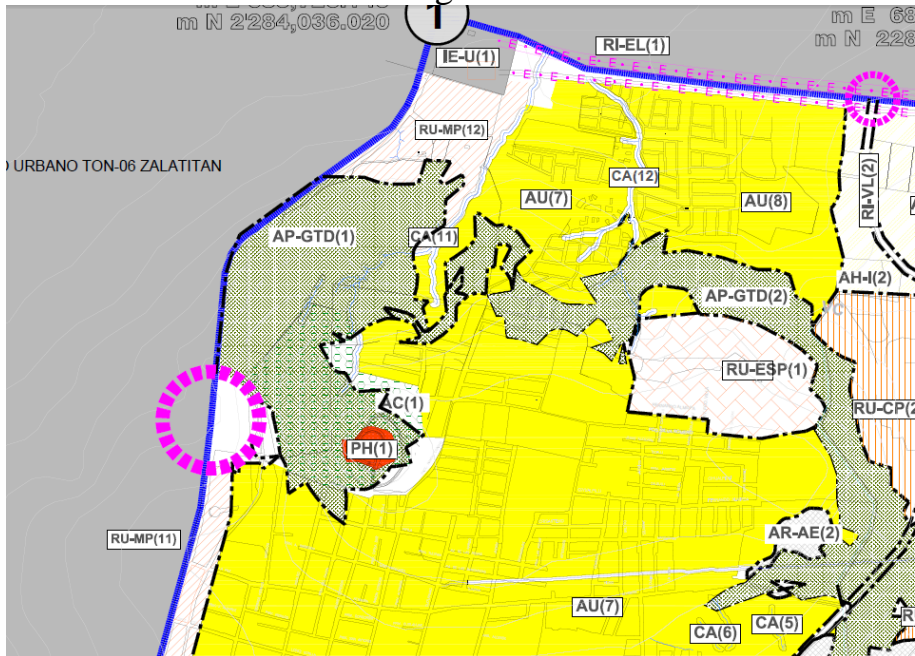 m N 2'284,036.020
1
m E 68
m N 228
IE-U(1)
RI-EL(1)
RU-MP(12)
O URBANO TON-06 ZALATITAN
CA(12)
RI-VL(2)
AU(7)
AU(8)
AP-GTD(1)
CA(11)
AH-I(2)
AP-GTD(2)
RU-ESP(1)
AC(1)
RU-CP(2
PH(1)
RU-MP(11)
AR-AE(2)
AU(7)
CA(6)
CA(5)
R